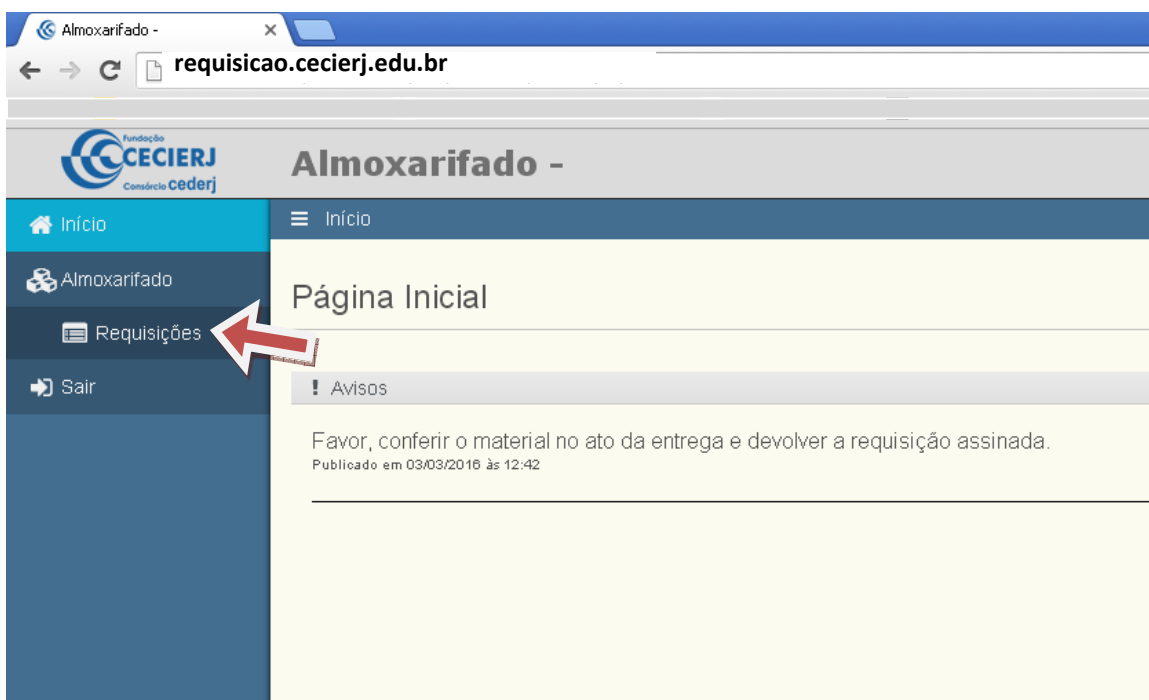 Almoxarifado -
requisicao.cecierj.edu.br
Fundação
CECIERJ
Consórcio cederj
Almoxarifado -
Início
Início
Almoxarifado
Requisições
Sair
Página Inicial
! Avisos
Favor, conferir o material no ato da entrega e devolver a requisição assinada.
Publicado em 03/03/2016 às 12:42